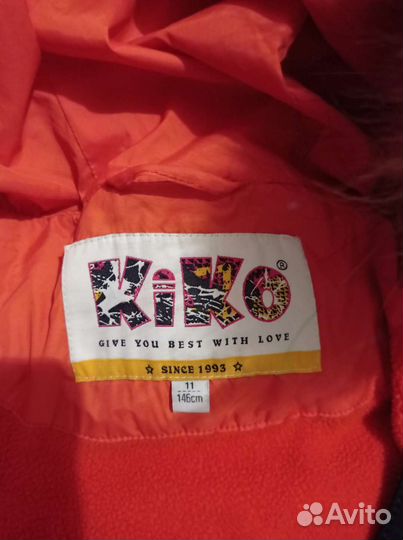 KiKO ®
GIVE YOU BEST WITH LOVE
☆ SINCE 1993 ☆
11
146cm
Avito